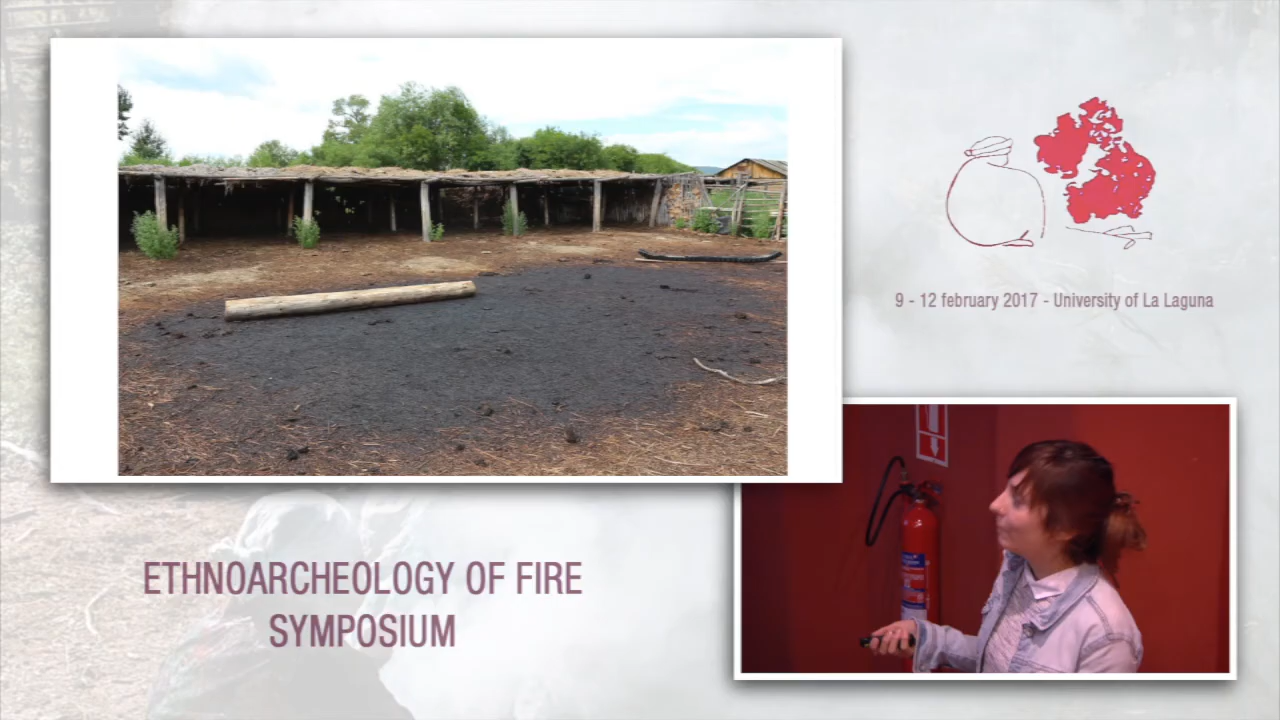 9 - 12 february 2017 - University of La Laguna
ETHNOARCHEOLOGY OF FIRE
SYMPOSIUM